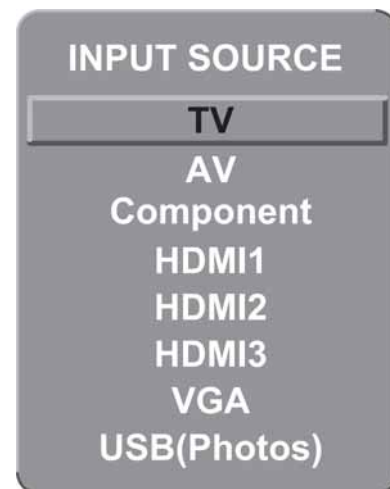 INPUT SOURCE
TV
AV
Component
HDMI1
HDMI2
HDMI3
VGA
USB(Photos)